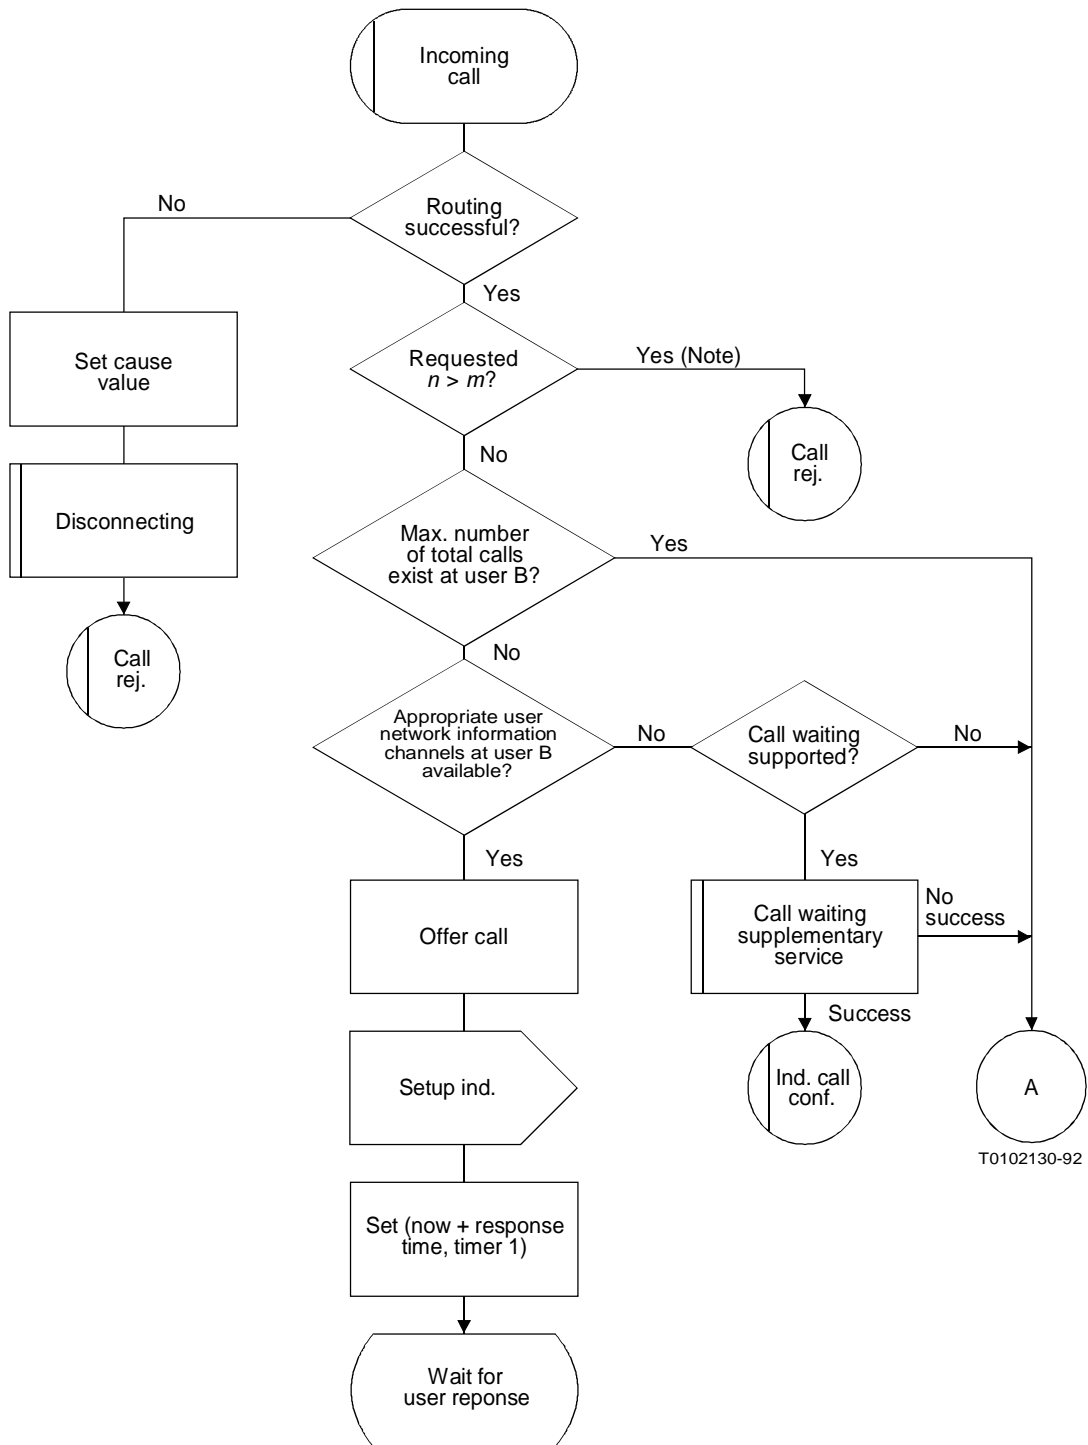 Incoming
call
Routing
successful?
No
Yes
Set cause
value
Requested
n > m?
Yes (Note)
Call
rej.
No
Disconnecting
Max. number
of total calls
exist at user B?
Yes
Call
rej.
No
Appropriate user
network information
channels at user B
available?
No
Call waiting
supported?
No
Yes
Yes
Offer call
Call waiting
supplementary
service
No
success
Success
Setup ind.
Ind. call
conf.
A
T0102130-92
Set (now + response
time, timer 1)
Wait for
user reponse